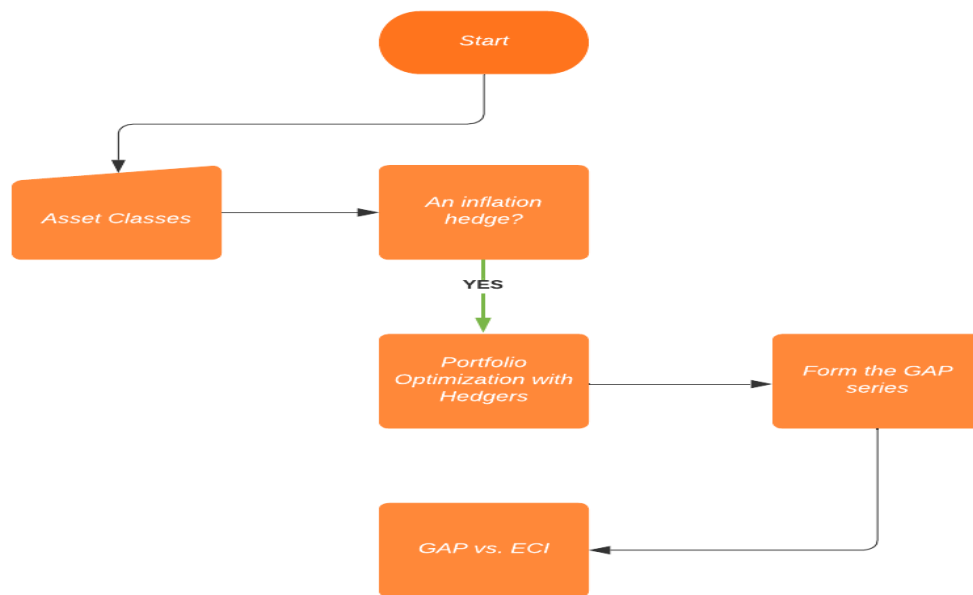 Start
Asset Classes
An inflation
hedge?
YES
Portfolio
Optimization with
Hedgers
Form the GAP
series
GAP vs. ECI